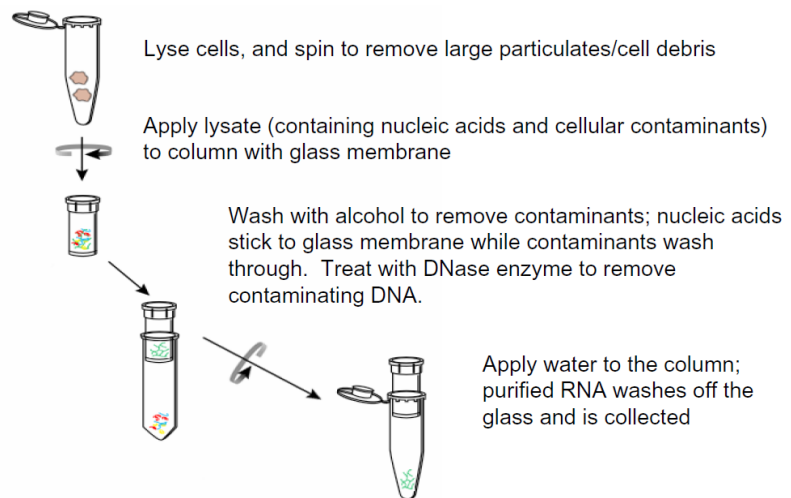 Lyse cells, and spin to remove large particulates/cell debris
Apply lysate (containing nucleic acids and cellular contaminants)
to column with glass membrane
Wash with alcohol to remove contaminants; nucleic acids
stick to glass membrane while contaminants wash
through.  Treat with DNase enzyme to remove
contaminating DNA.
Apply water to the column;
purified RNA washes off the
glass and is collected